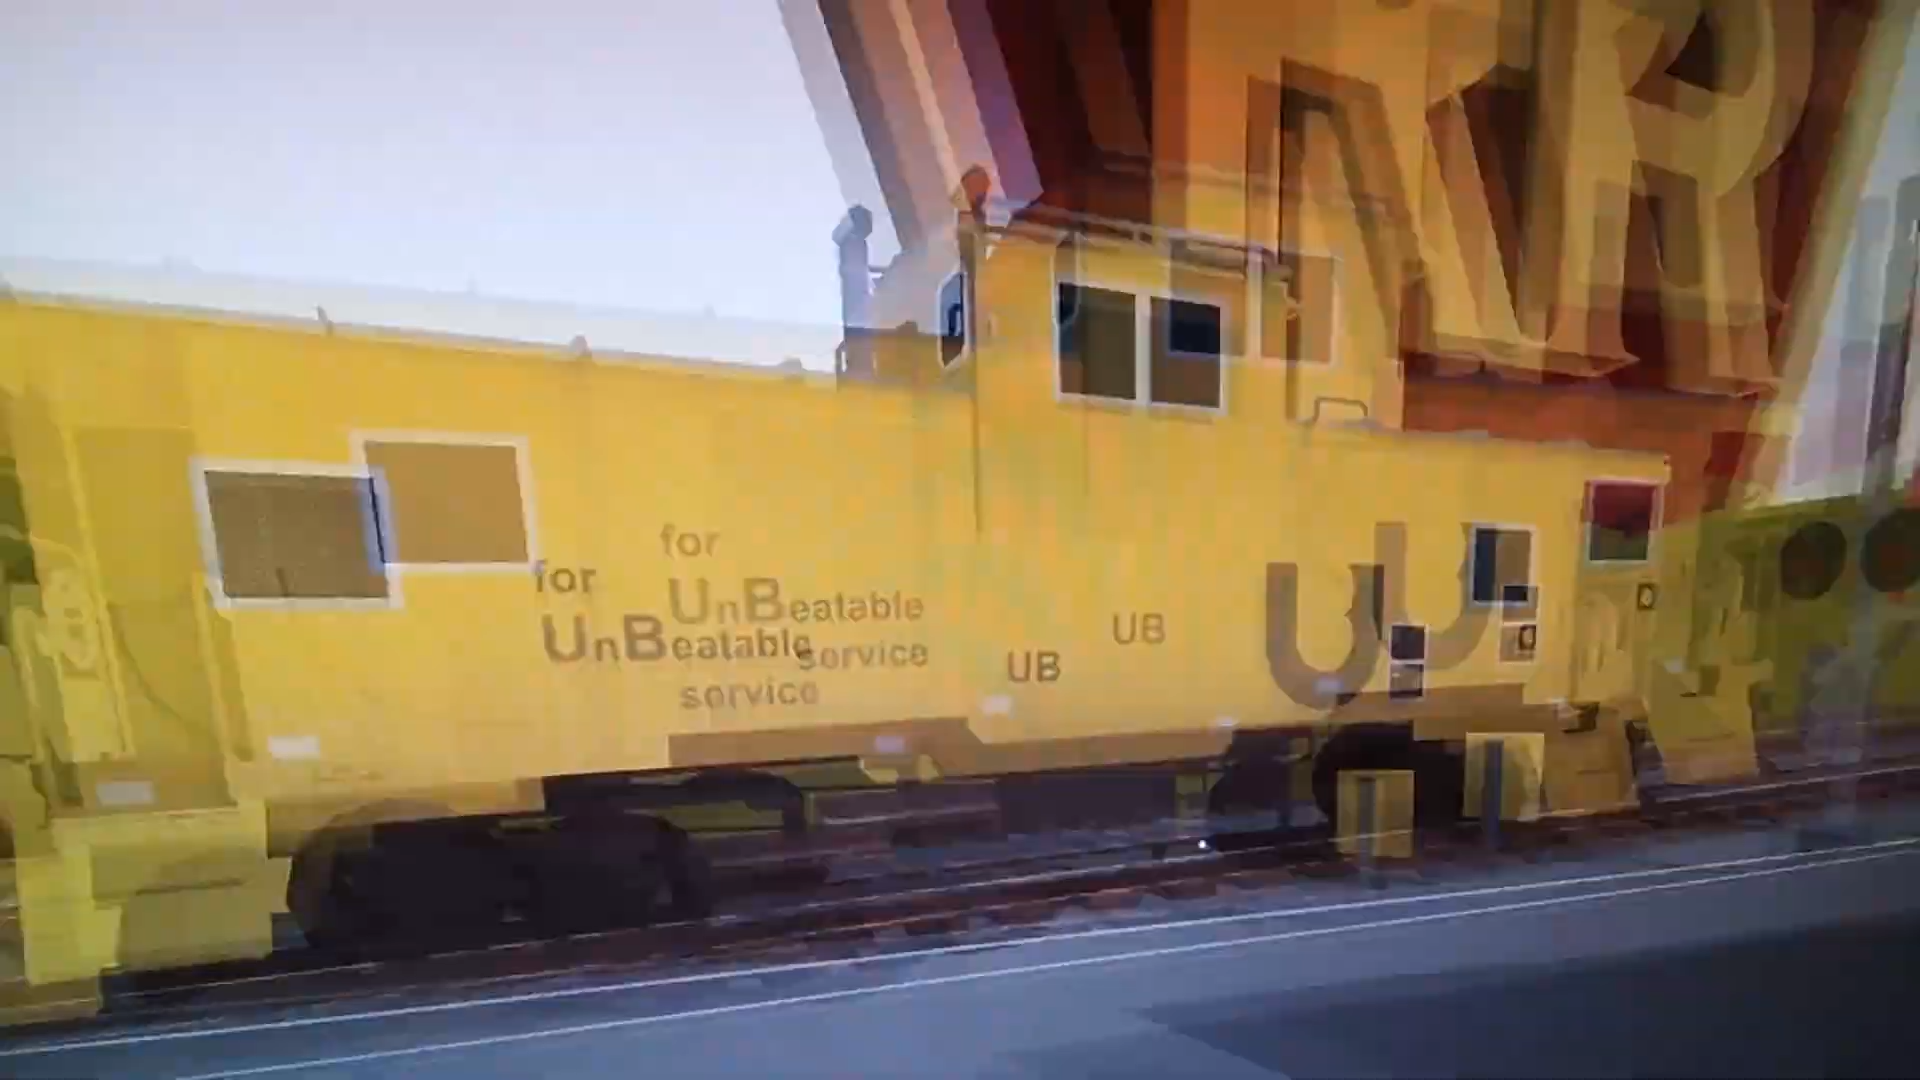 for
UnBeatable
service
for
UnBeatable
service
UB
UB
U
U
R